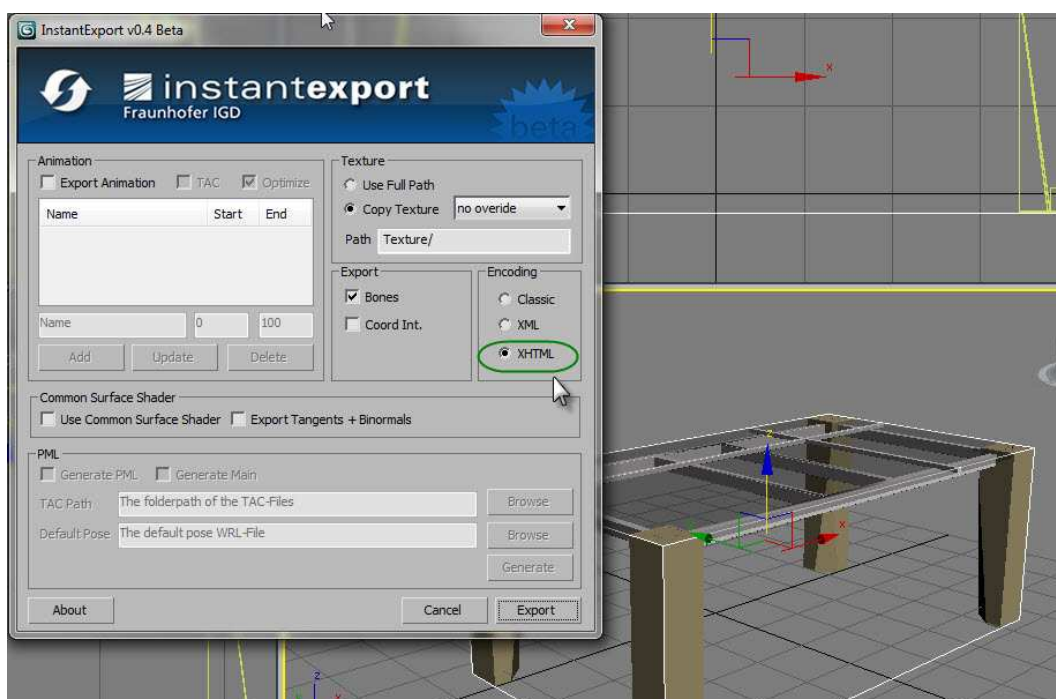 InstantExport v0.4 Beta
instantexport
Fraunhofer IGD
beta
Animation
Export Animation TAC Optimize
Name Start End
Name 0 100
Add Update Delete
Texture
Use Full Path
Copy Texture no overide
Path Texture/
Export
Bones
Coord Int.
Encoding
Classic
XML
XHTML
Common Surface Shader
Use Common Surface Shader Export Tangents + Binormals
PML
Generate PML Generate Main
TAC Path The folderpath of the TAC-Files Browse
Default Pose The default pose WRL-File Browse
Generate
About Cancel Export
x
z
x
z
x